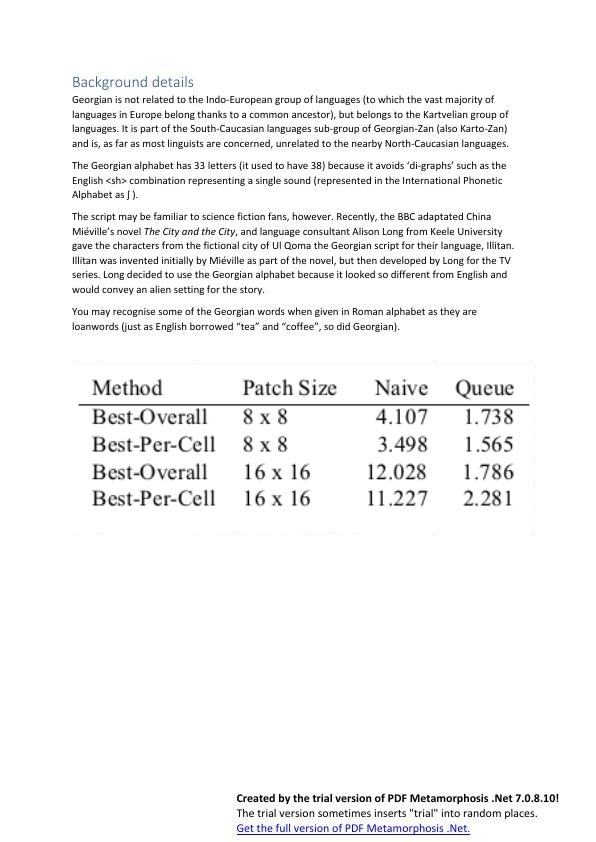 Background details
Georgian is not related to the Indo-European group of languages (to which the vast majority of
languages in Europe belong thanks to a common ancestor), but belongs to the Kartvelian group of
languages. It is part of the South-Caucasian languages sub-group of Georgian-Zan (also Karto-Zan)
and is, as far as most linguists are concerned, unrelated to the nearby North-Caucasian languages.
The Georgian alphabet has 33 letters (it used to have 38) because it avoids ‘di-graphs’ such as the
English <sh> combination representing a single sound (represented in the International Phonetic
Alphabet as ʃ ).
The script may be familiar to science fiction fans, however. Recently, the BBC adaptated China
Miéville’s novel The City and the City, and language consultant Alison Long from Keele University
gave the characters from the fictional city of Ul Qoma the Georgian script for their language, Illitan.
Illitan was invented initially by Miéville as part of the novel, but then developed by Long for the TV
series. Long decided to use the Georgian alphabet because it looked so different from English and
would convey an alien setting for the story.
You may recognise some of the Georgian words when given in Roman alphabet as they are
loanwords (just as English borrowed “tea” and “coffee”, so did Georgian).
Method Patch Size Naive Queue
Best-Overall 8 x 8 4.107 1.738
Best-Per-Cell 8 x 8 3.498 1.565
Best-Overall 16 x 16 12.028 1.786
Best-Per-Cell 16 x 16 11.227 2.281
Created by the trial version of PDF Metamorphosis .Net 7.0.8.10!
The trial version sometimes inserts "trial" into random places.
Get the full version of PDF Metamorphosis .Net.